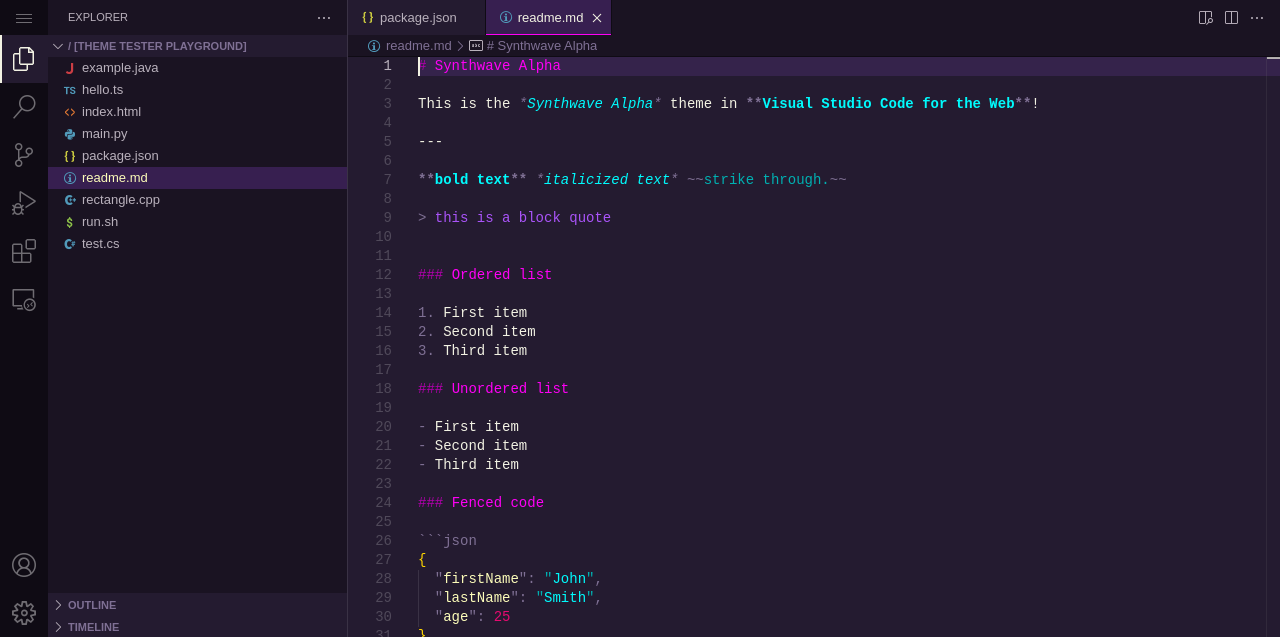 EXPLORER
/ [THEME TESTER PLAYGROUND]
example.java
TS hello.ts
index.html
main.py
{ } package.json
readme.md
rectangle.cpp
$ run.sh
test.cs
OUTLINE
TIMELINE
{ } package.json
readme.md
readme.md > # Synthwave Alpha
1 # Synthwave Alpha
2
3 This is the *Synthwave Alpha* theme in **Visual Studio Code for the Web**!
4
5 ---
6
7 **bold text** *italicized text* ~~strike through.~~
8
9 > this is a block quote
10
11
12 ### Ordered list
13
14 1. First item
15 2. Second item
16 3. Third item
17
18 ### Unordered list
19
20 - First item
21 - Second item
22 - Third item
23
24 ### Fenced code
25
26 ```json
27 {
28   "firstName": "John",
29   "lastName": "Smith",
30   "age": 25
31 }